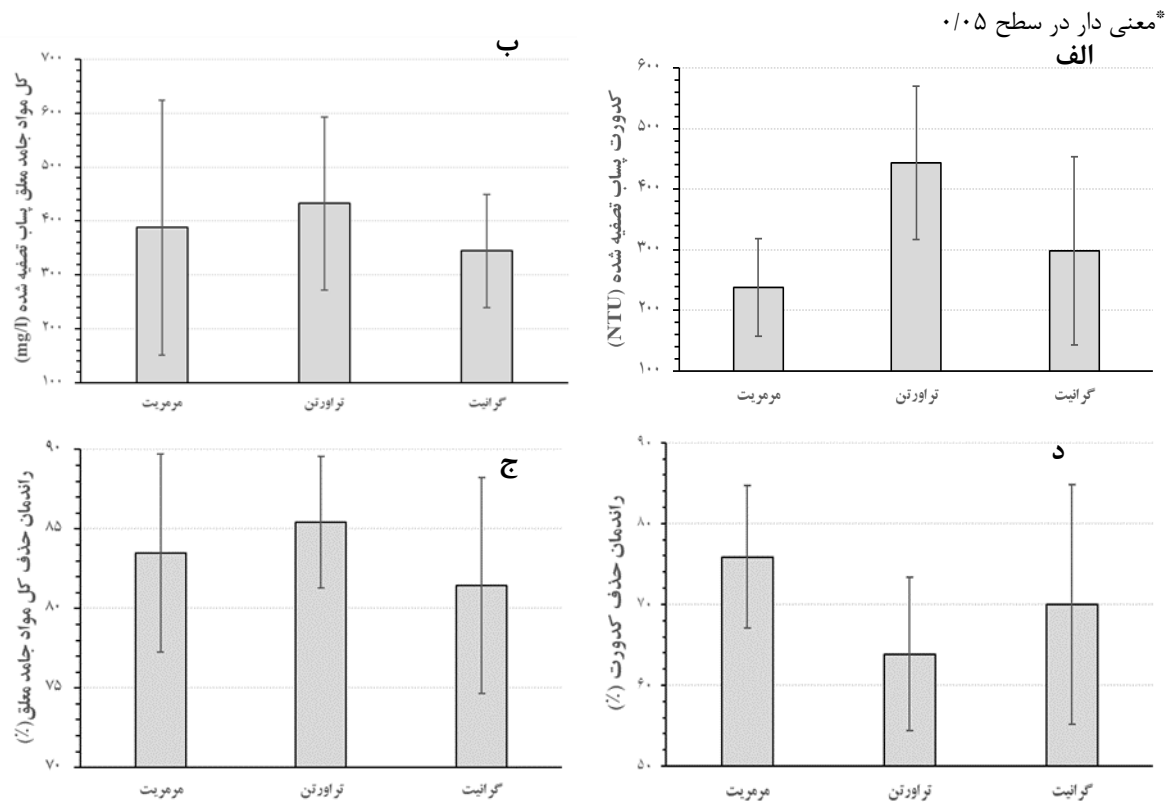 *معنی دار در سطح ۰/۰۵
الف
کدورت پساب تصفیه شده (NTU)
۶۰۰
۵۰۰
۴۰۰
۳۰۰
۲۰۰
۱۰۰
گرانیت
تراورتن
مرمریت
ب
کل مواد جامد معلق پساب تصفیه شده (mg/l)
۷۰۰
۶۰۰
۵۰۰
۴۰۰
۳۰۰
۲۰۰
۱۰۰
گرانیت
تراورتن
مرمریت
د
راندمان حذف کدورت (٪)
۹۰
۸۰
۷۰
۶۰
۵۰
گرانیت
تراورتن
مرمریت
ج
راندمان حذف کل مواد جامد معلق(٪)
۹۰
۸۵
۸۰
۷۵
۷۰
گرانیت
تراورتن
مرمریت